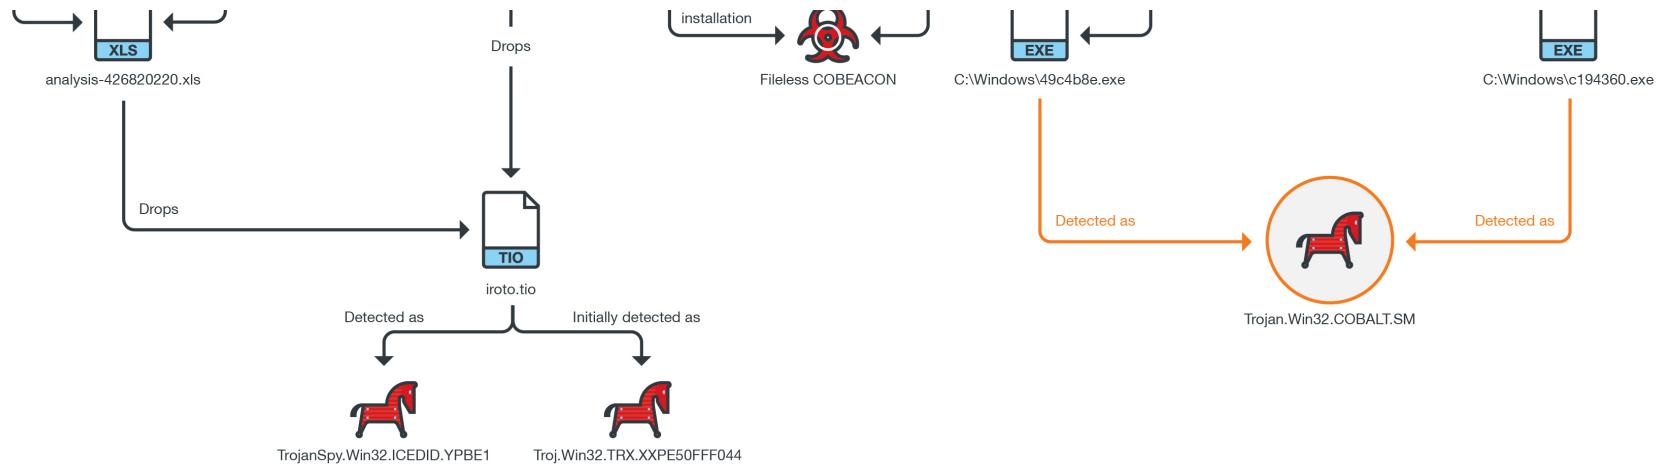 installation
XLS
Drops
EXE
EXE
analysis-426820220.xls
Fileless COBEACON
C:\Windows\49c4b8e.exe
C:\Windows\c194360.exe
Drops
Detected as
Detected as
TIO
iroto.tio
Detected as
Initially detected as
Trojan.Win32.COBALT.SM
TrojanSpy.Win32.ICEDID.YPBE1
Troj.Win32.TRX.XXPE50FFF044